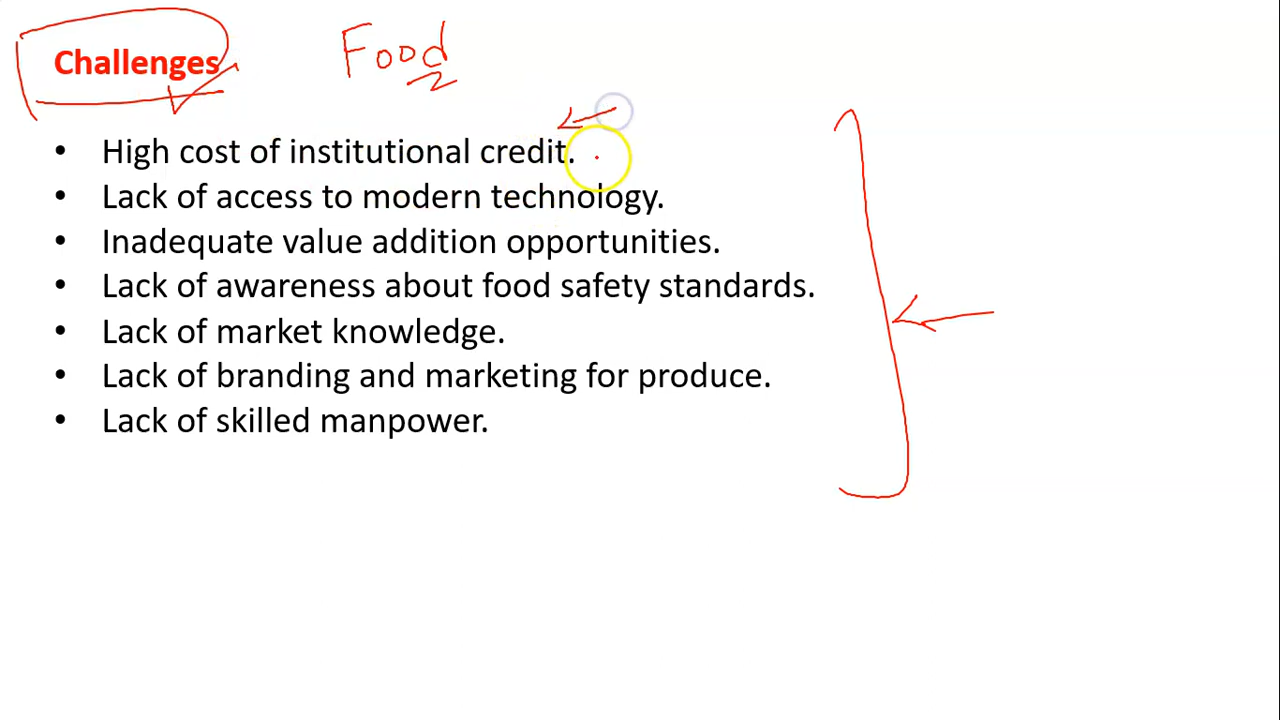 Challenges Food
• High cost of institutional credit.
• Lack of access to modern technology.
• Inadequate value addition opportunities.
• Lack of awareness about food safety standards.
• Lack of market knowledge.
• Lack of branding and marketing for produce.
• Lack of skilled manpower.